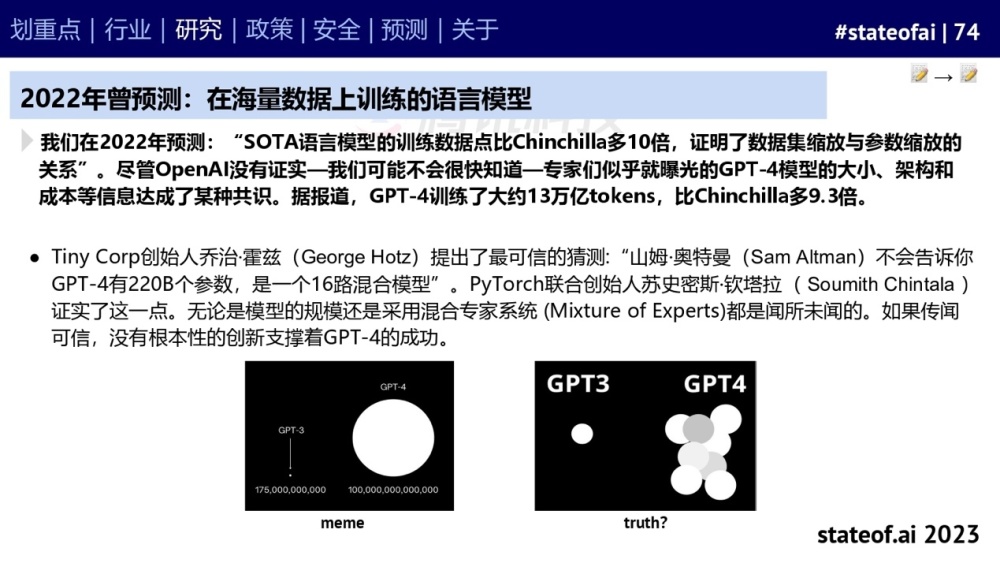 划重点 | 行业 | 研究 | 政策 | 安全 | 预测 | 关于
#stateofai | 74
→
2022年曾预测：在海量数据上训练的语言模型
我们在2022年预测：“SOTA语言模型的训练数据点比Chinchilla多10倍，证明了数据集缩放与参数缩放的
关系”。尽管OpenAI没有证实—我们可能不会很快知道—专家们似乎就曝光的GPT-4模型的大小、架构和
成本等信息达成了某种共识。据报道，GPT-4训练了大约13万亿tokens，比Chinchilla多9.3倍。
● Tiny Corp创始人乔治·霍兹（George Hotz）提出了最可信的猜测:“山姆·奥特曼（Sam Altman）不会告诉你
GPT-4有220B个参数，是一个16路混合模型”。PyTorch联合创始人苏史密斯·钦塔拉（ Soumith Chintala ）
证实了这一点。无论是模型的规模还是采用混合专家系统 (Mixture of Experts)都是闻所未闻的。如果传闻
可信，没有根本性的创新支撑着GPT-4的成功。
GPT-3
GPT-4
175,000,000,000
100,000,000,000,000
meme
GPT3
GPT4
truth?
stateof.ai 2023